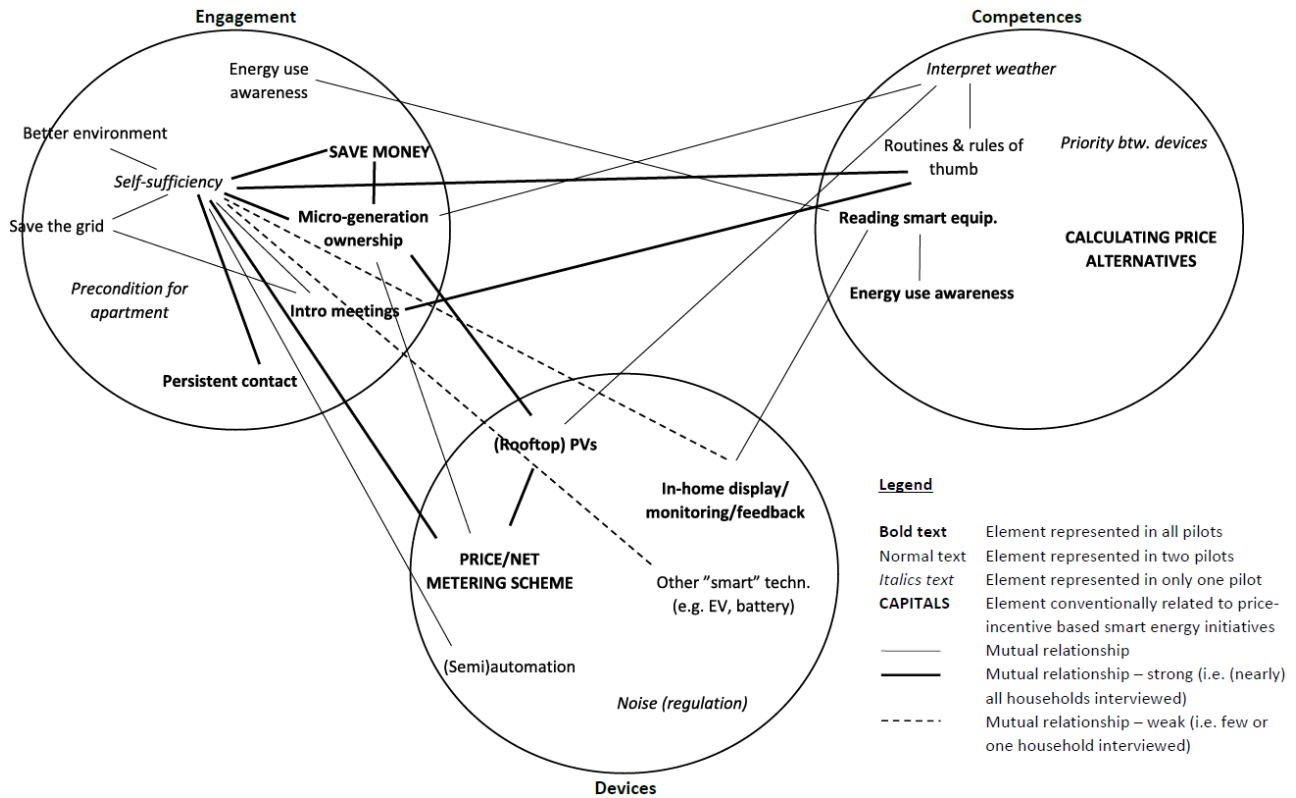 Engagement
Energy use
awareness
Better environment
SAVE MONEY
Self-sufficiency
Micro-generation
ownership
Save the grid
Precondition for
apartment
Intro meetings
Persistent contact
Competences
Interpret weather
Routines & rules of
thumb
Priority btw. devices
Reading smart equip.
CALCULATING PRICE
ALTERNATIVES
Energy use awareness
(Rooftop) PVs
In-home display/
monitoring/feedback
PRICE/NET
METERING SCHEME
Other ”smart” techn.
(e.g. EV, battery)
(Semi)automation
Noise (regulation)
Devices
Legend
Bold text Element represented in all pilots
Normal text Element represented in two pilots
Italics text Element represented in only one pilot
CAPITALS Element conventionally related to price-
incentive based smart energy initiatives
Mutual relationship
Mutual relationship – strong (i.e. (nearly)
all households interviewed)
Mutual relationship – weak (i.e. few or
one household interviewed)